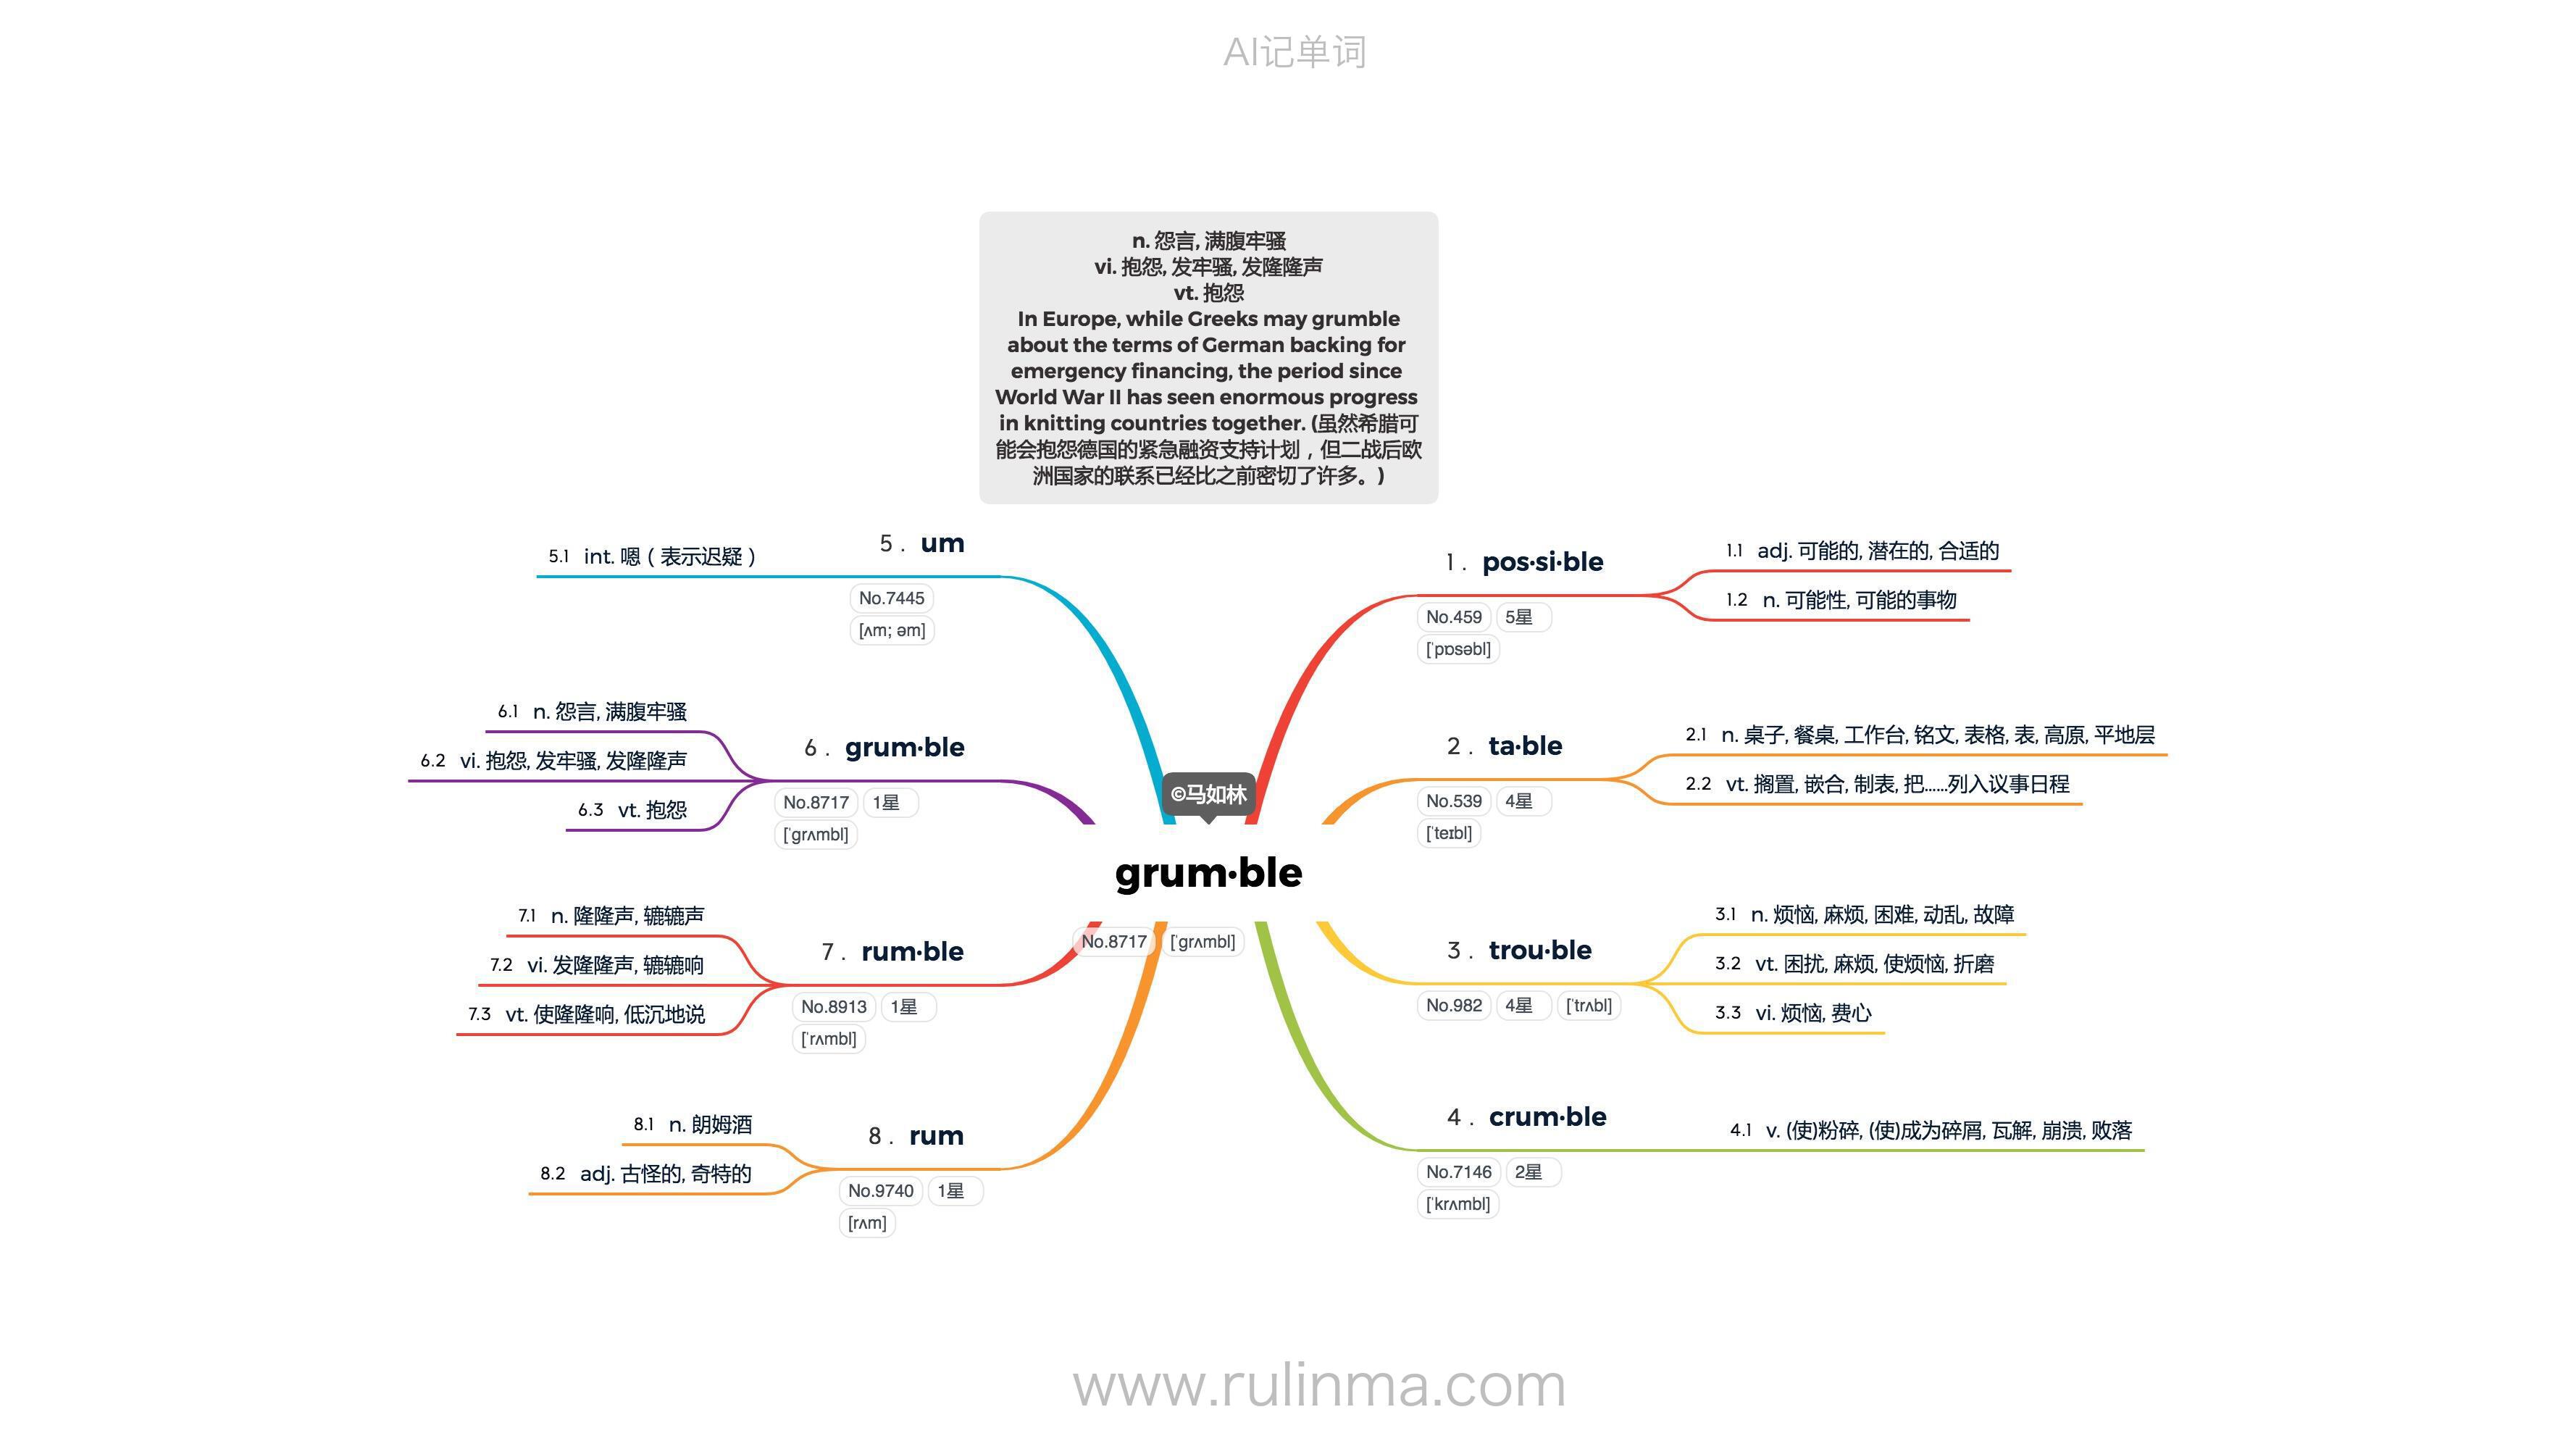 AI记单词
n. 怨言, 满腹牢骚
vi. 抱怨, 发牢骚, 发隆隆声
vt. 抱怨
In Europe, while Greeks may grumble
about the terms of German backing for
emergency financing, the period since
World War II has seen enormous progress
in knitting countries together. (虽然希腊可
能会抱怨德国的紧急融资支持计划，但二战后欧
洲国家的联系已经比之前密切了许多。)
©马如林
grum·ble
No.8717 [ˈgrʌmbl]
1. pos·si·ble
No.459 5星
[ˈpɒsəbl]
1.1 adj. 可能的, 潜在的, 合适的
1.2 n. 可能性, 可能的事物
2. ta·ble
No.539 4星
[ˈteɪbl]
2.1 n. 桌子, 餐桌, 工作台, 铭文, 表格, 表, 高原, 平地层
2.2 vt. 搁置, 嵌合, 制表, 把……列入议事日程
3. trou·ble
No.982 4星 [ˈtrʌbl]
3.1 n. 烦恼, 麻烦, 困难, 动乱, 故障
3.2 vt. 困扰, 麻烦, 使烦恼, 折磨
3.3 vi. 烦恼, 费心
4. crum·ble
No.7146 2星
[ˈkrʌmbl]
4.1 v. (使)粉碎, (使)成为碎屑, 瓦解, 崩溃, 败落
5. um
No.7445
[ʌm; əm]
5.1 int. 嗯（表示迟疑）
6. grum·ble
No.8717 1星
[ˈgrʌmbl]
6.1 n. 怨言, 满腹牢骚
6.2 vi. 抱怨, 发牢骚, 发隆隆声
6.3 vt. 抱怨
7. rum·ble
No.8913 1星
[ˈrʌmbl]
7.1 n. 隆隆声, 辘辘声
7.2 vi. 发隆隆声, 辘辘响
7.3 vt. 使隆隆响, 低沉地说
8. rum
No.9740 1星
[rʌm]
8.1 n. 朗姆酒
8.2 adj. 古怪的, 奇特的
www.rulinma.com